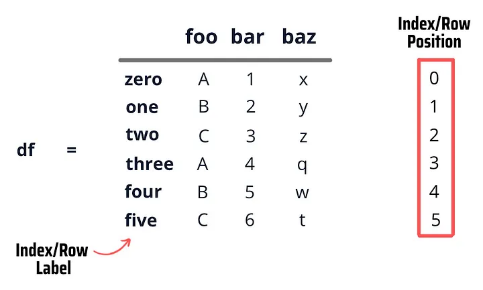 Index/Row
Position
foo bar baz
zero A 1 x 0
one B 2 y 1
two C 3 z 2
df =
three A 4 q 3
four B 5 w 4
five C 6 t 5
Index/Row
Label